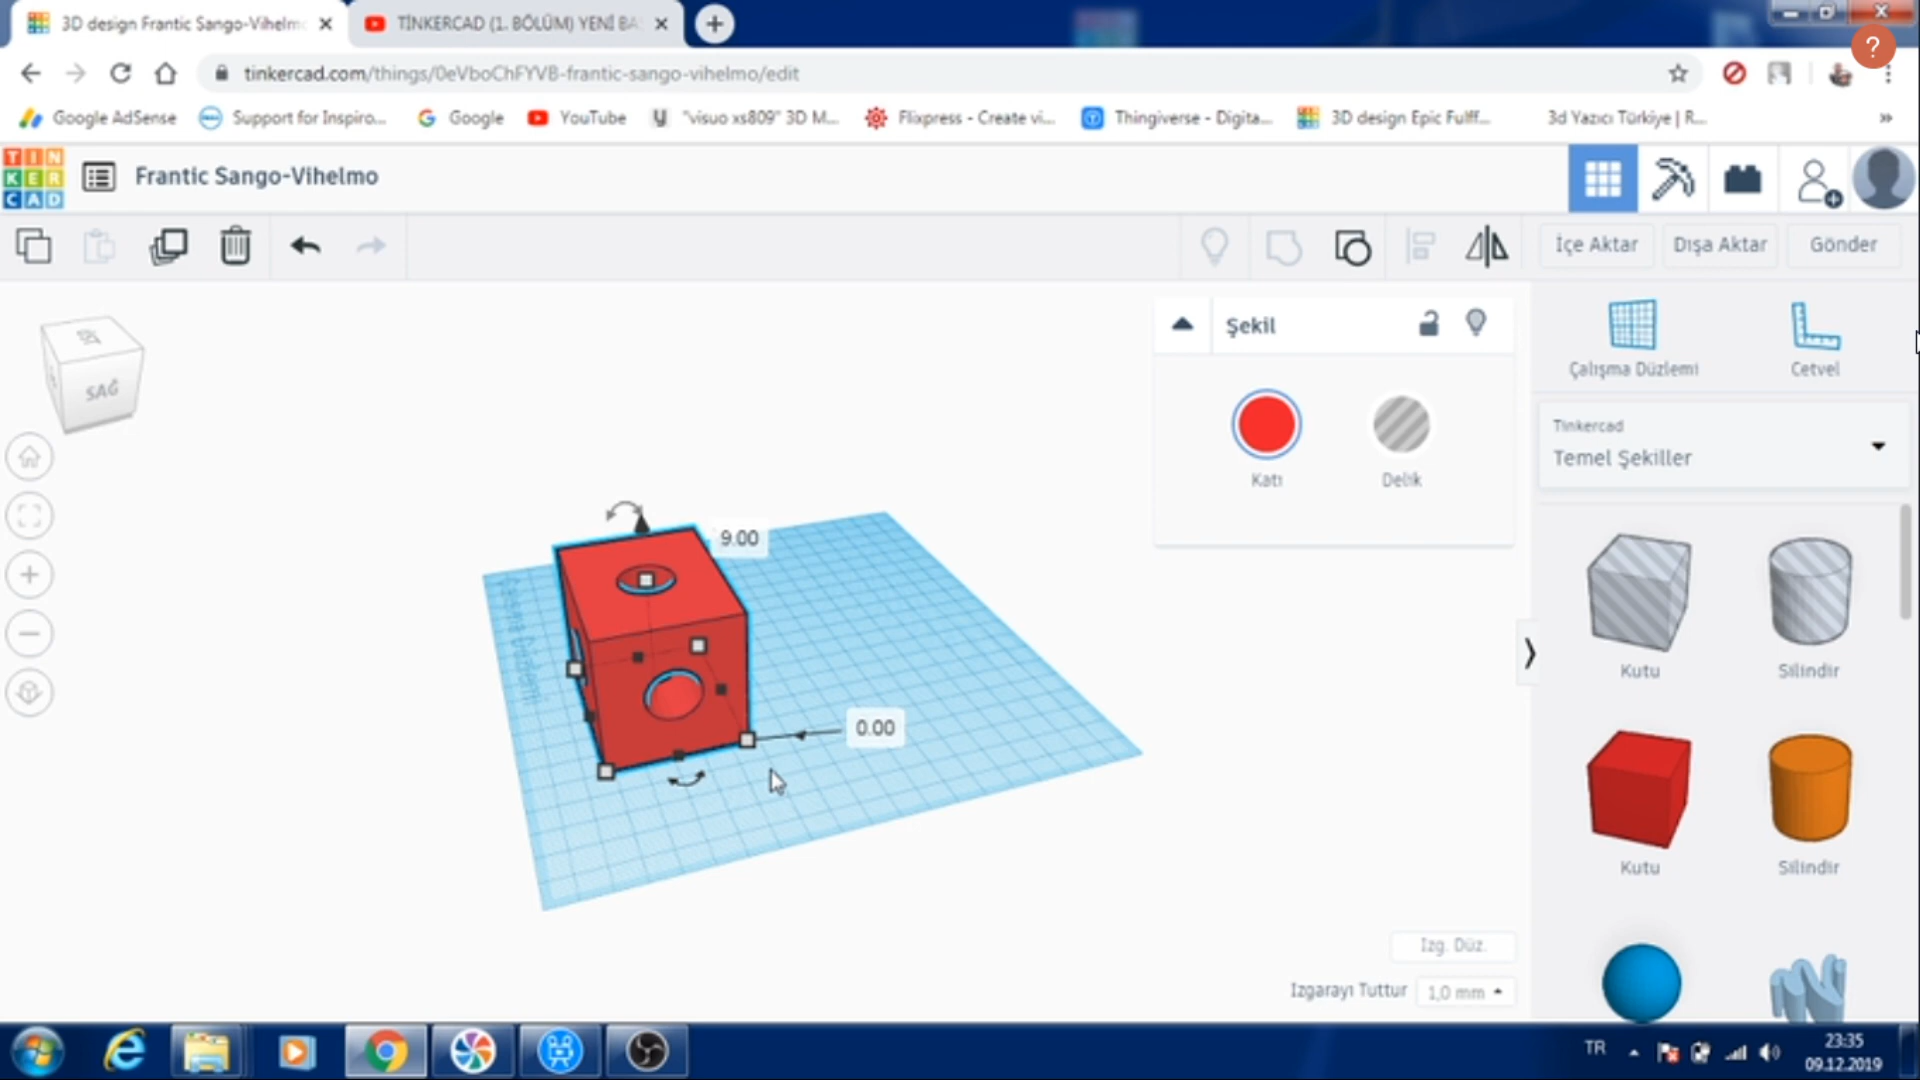 3D design Frantic Sango-Vihelm
TİNKERCAD (1. BÖLÜM) YENİ BA
?
tinkercad.com/things/0eVboChFYVB-frantic-sango-vihelmo/edit
Google AdSense
Support for Inspiro...
Google
YouTube
"visuo xs809" 3D M...
Flixpress - Create vi...
Thingiverse - Digita...
3D design Epic Fulff...
3d Yazıcı Türkiye | R...
»
TIN
KER
CAD
Frantic Sango-Vihelmo
İçe Aktar
Dışa Aktar
Gönder
SAĞ
Şekil
Katı
Delik
Çalışma Düzlemi
Cetvel
Tinkercad
Temel Şekiller
9.00
0.00
Kutu
Silindir
Kutu
Silindir
Izg. Düz.
Izgarayı Tuttur
1,0 mm
TR
23:35
09.12.2019